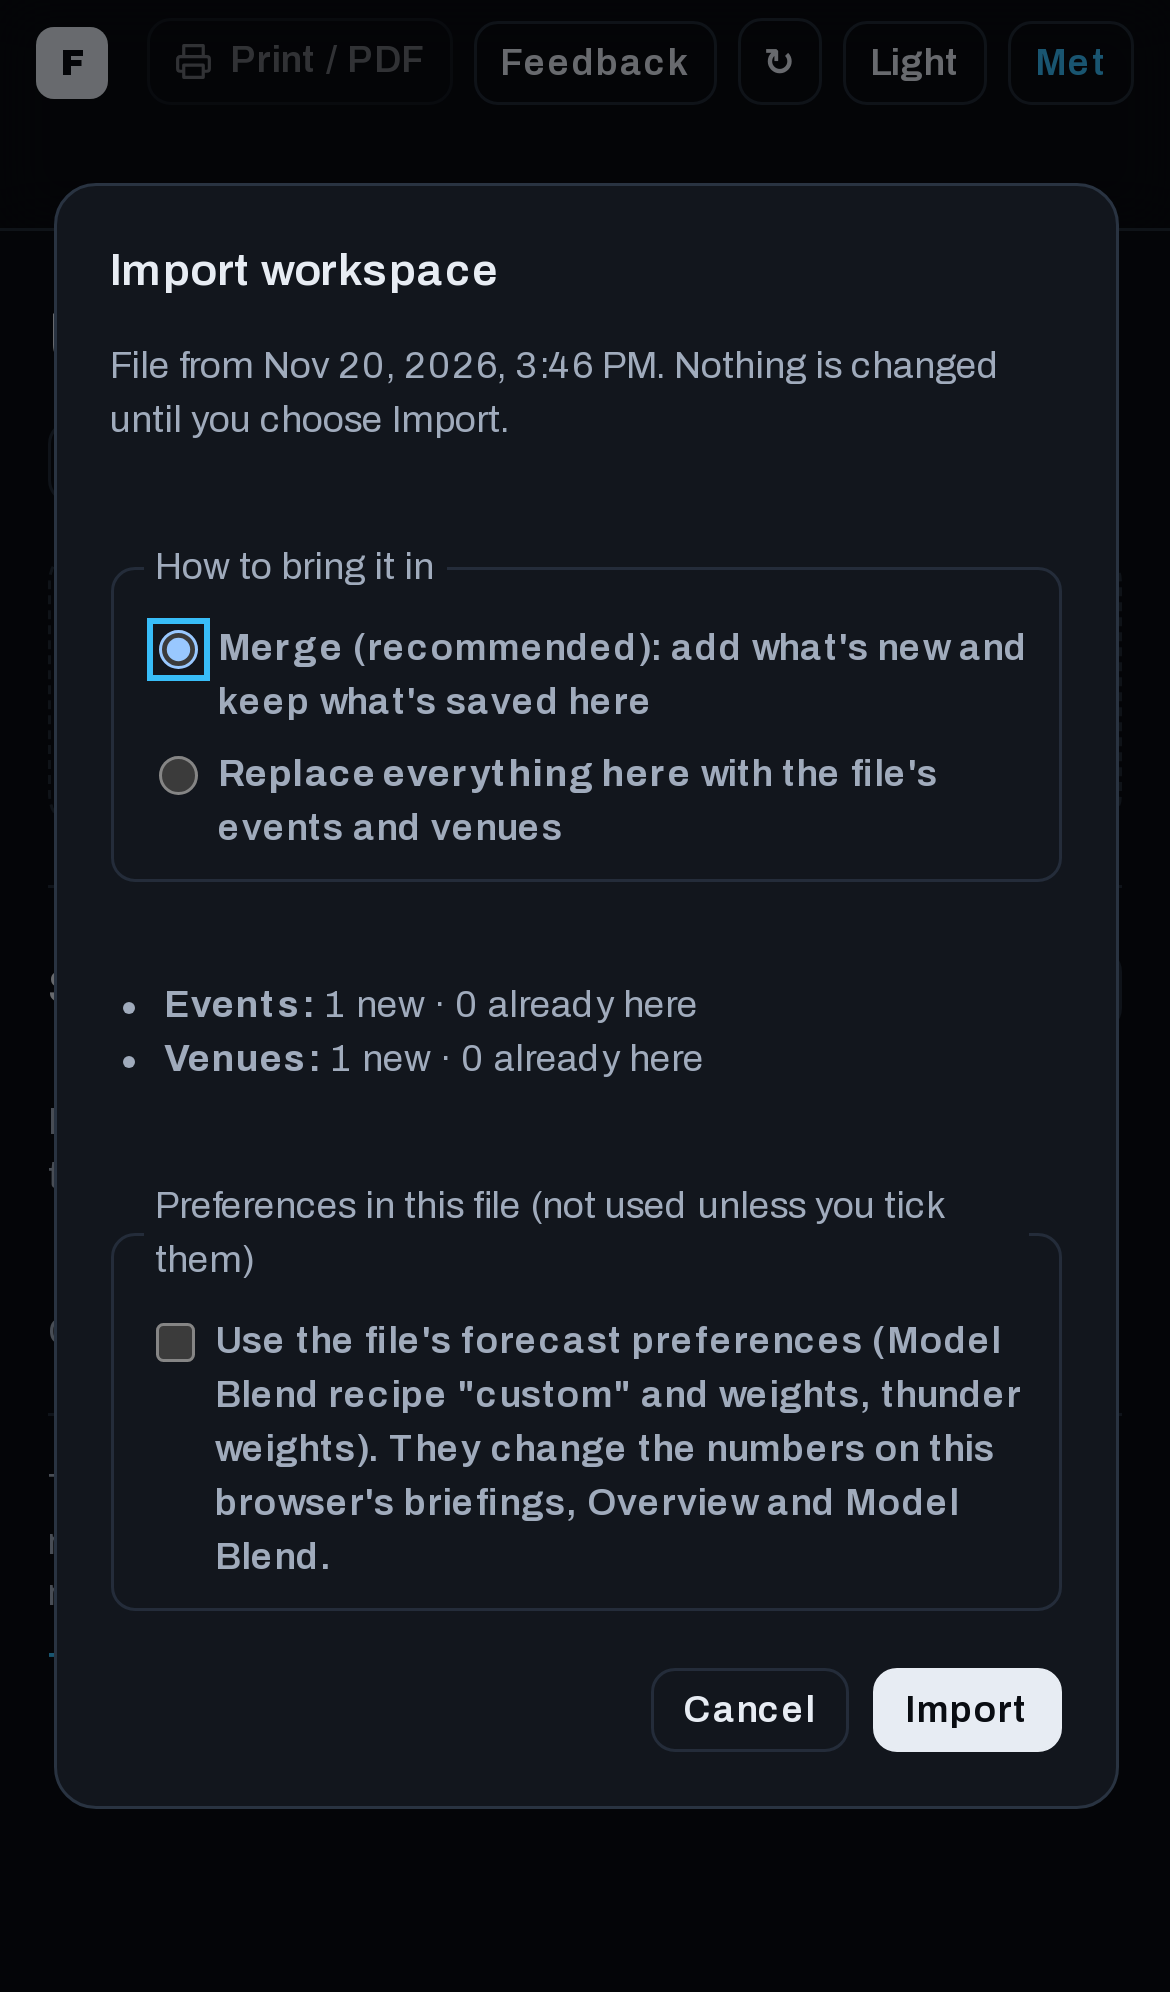 F
Print / PDF
Feedback
↻
Light
Met
Import workspace
File from Nov 20, 2026, 3:46 PM. Nothing is changed
until you choose Import.
How to bring it in
Merge (recommended): add what's new and
keep what's saved here
Replace everything here with the file's
events and venues
• Events: 1 new · 0 already here
• Venues: 1 new · 0 already here
Preferences in this file (not used unless you tick
them)
Use the file's forecast preferences (Model
Blend recipe "custom" and weights, thunder
weights). They change the numbers on this
browser's briefings, Overview and Model
Blend.
Cancel
Import